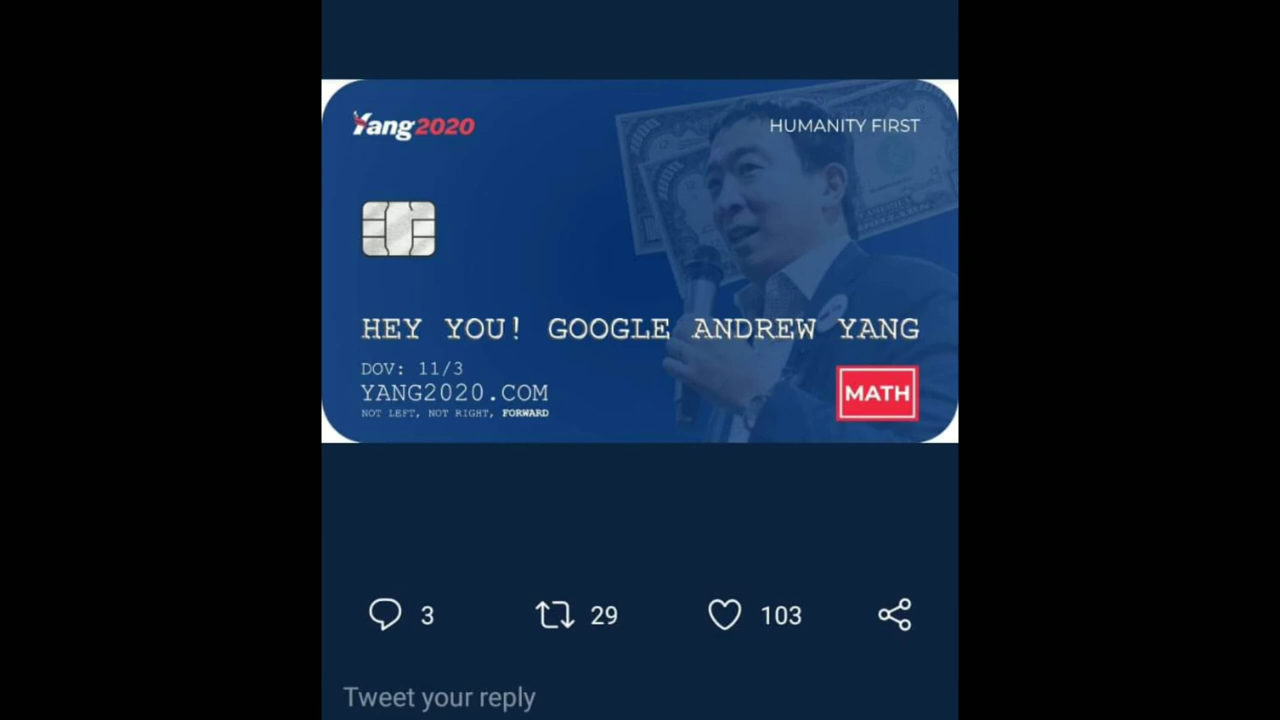 Yang2020
HUMANITY FIRST
HEY YOU! GOOGLE ANDREW YANG
DOV: 11/3
YANG2020.COM
NOT LEFT, NOT RIGHT, FORWARD
MATH
3
29
103
Tweet your reply